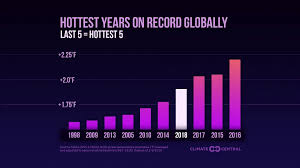 HOTTEST YEARS ON RECORD GLOBALLY
LAST 5 = HOTTEST 5
+2.25°F
+2.0°F
+1.75°F
1998 2009 2013 2005 2010 2014 2018 2017 2015 2016
CLIMATE CENTRAL